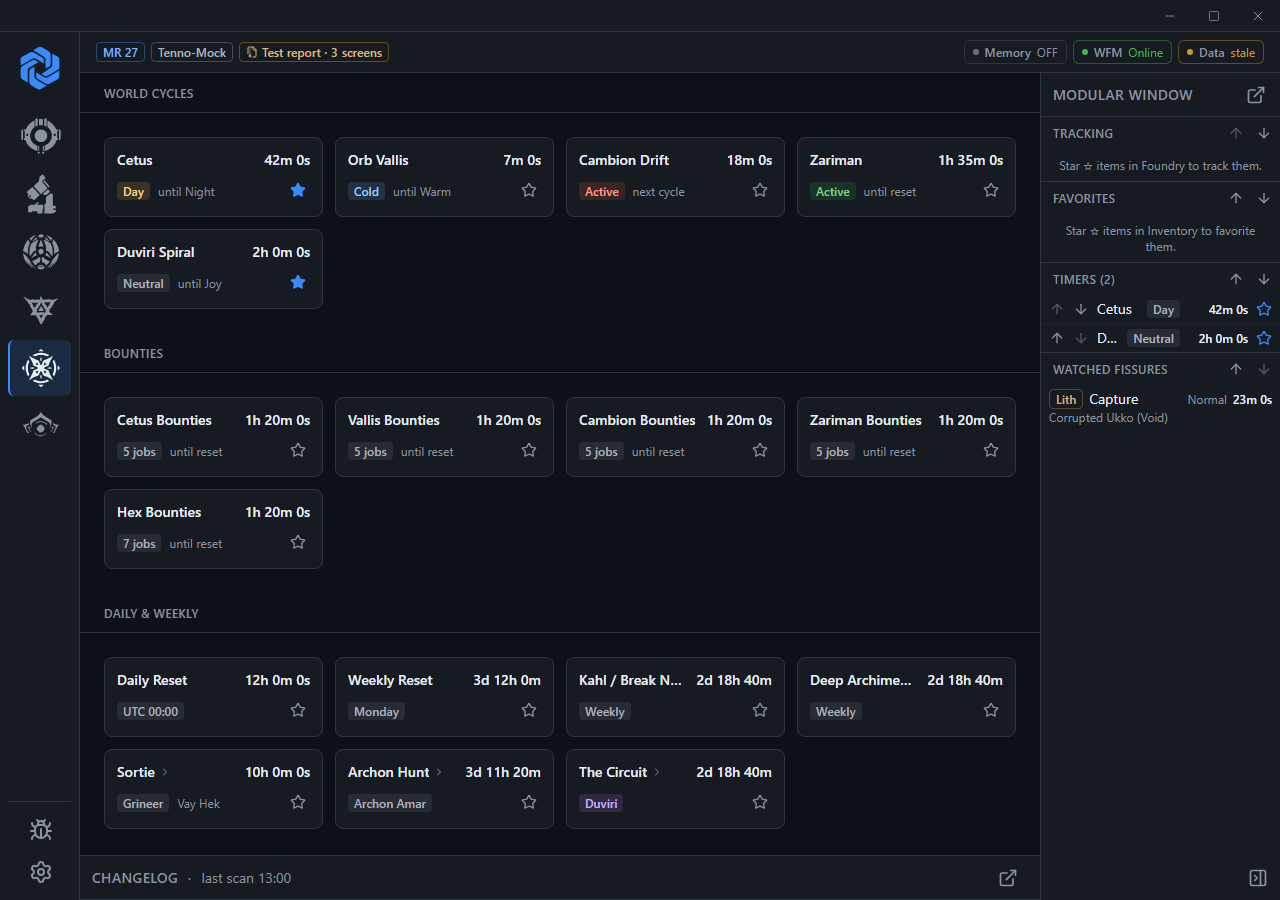 MR 27 Tenno-Mock Test report · 3 screens Memory OFF WFM Online Data stale
WORLD CYCLES
Cetus 42m 0s
Day until Night
Orb Vallis 7m 0s
Cold until Warm
Cambion Drift 18m 0s
Active next cycle
Zariman 1h 35m 0s
Active until reset
Duviri Spiral 2h 0m 0s
Neutral until Joy
BOUNTIES
Cetus Bounties 1h 20m 0s
5 jobs until reset
Vallis Bounties 1h 20m 0s
5 jobs until reset
Cambion Bounties 1h 20m 0s
5 jobs until reset
Zariman Bounties 1h 20m 0s
5 jobs until reset
Hex Bounties 1h 20m 0s
7 jobs until reset
DAILY & WEEKLY
Daily Reset 12h 0m 0s
UTC 00:00
Weekly Reset 3d 12h 0m
Monday
Kahl / Break N... 2d 18h 40m
Weekly
Deep Archime... 2d 18h 40m
Weekly
Sortie 10h 0m 0s
Grineer Vay Hek
Archon Hunt 3d 11h 20m
Archon Amar
The Circuit 2d 18h 40m
Duviri
CHANGELOG · last scan 13:00
MODULAR WINDOW
TRACKING
Star ☆ items in Foundry to track them.
FAVORITES
Star ☆ items in Inventory to favorite
them.
TIMERS (2)
Cetus Day 42m 0s
D... Neutral 2h 0m 0s
WATCHED FISSURES
Lith Capture Normal 23m 0s
Corrupted Ukko (Void)